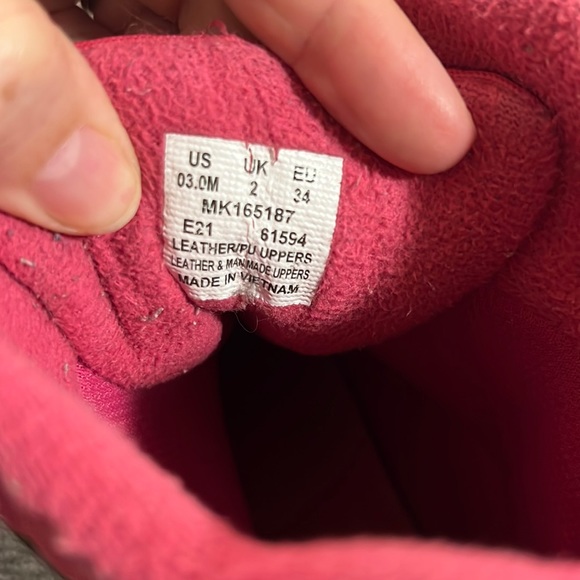 US UK EU
03.0M 2 34
MK165187
E21 61594
LEATHER/PU UPPERS
LEATHER & MAN MADE UPPERS
MADE IN VIETNAM